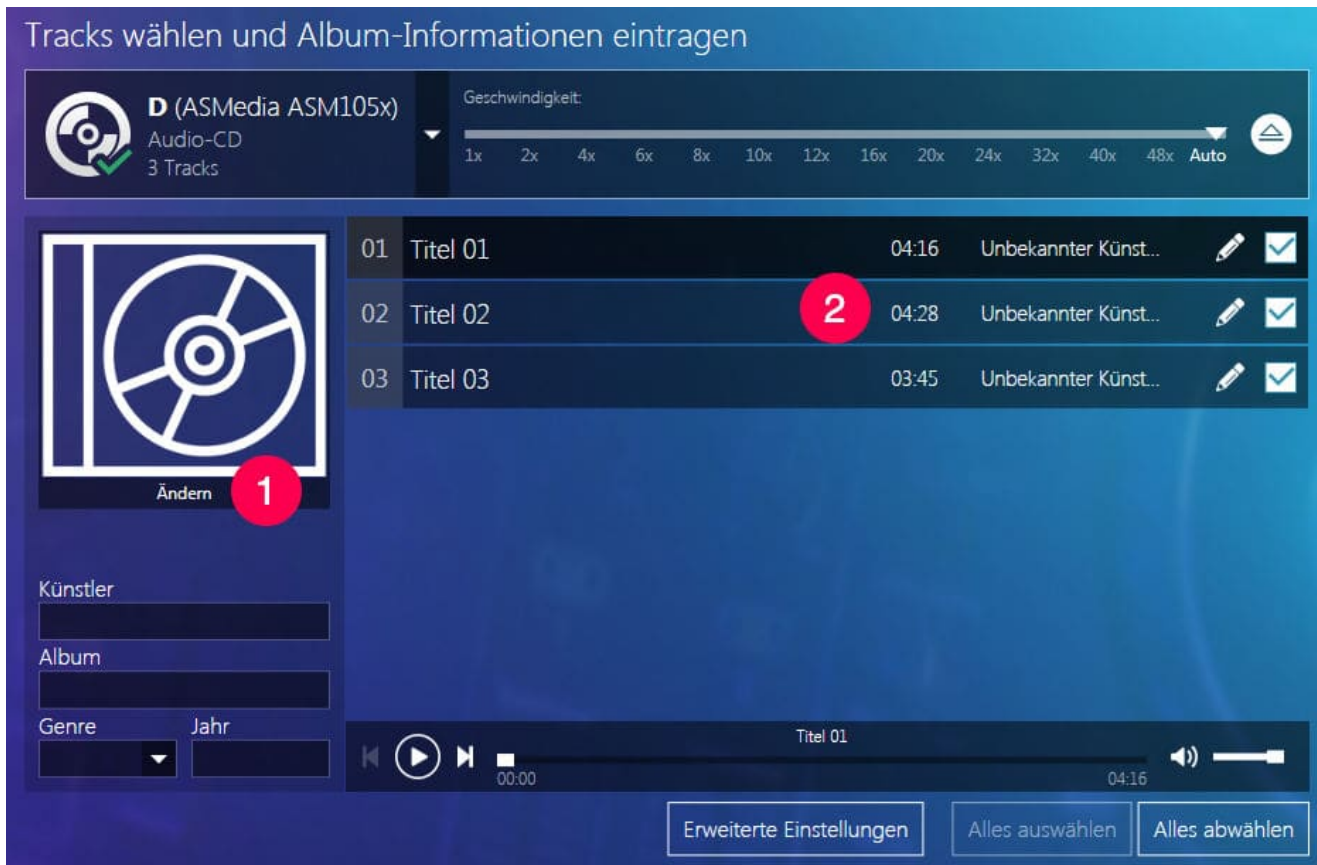 Tracks wählen und Album-Informationen eintragen
D (ASMedia ASM105x)
Audio-CD
3 Tracks
Geschwindigkeit:
1x 2x 4x 6x 8x 10x 12x 16x 20x 24x 32x 40x 48x Auto
01 Titel 01 04:16 Unbekannter Künst...
02 Titel 02 2 04:28 Unbekannter Künst...
03 Titel 03 03:45 Unbekannter Künst...
Ändern 1
Künstler
Album
Genre Jahr
Titel 01
00:00 04:16
Erweiterte Einstellungen Alles auswählen Alles abwählen